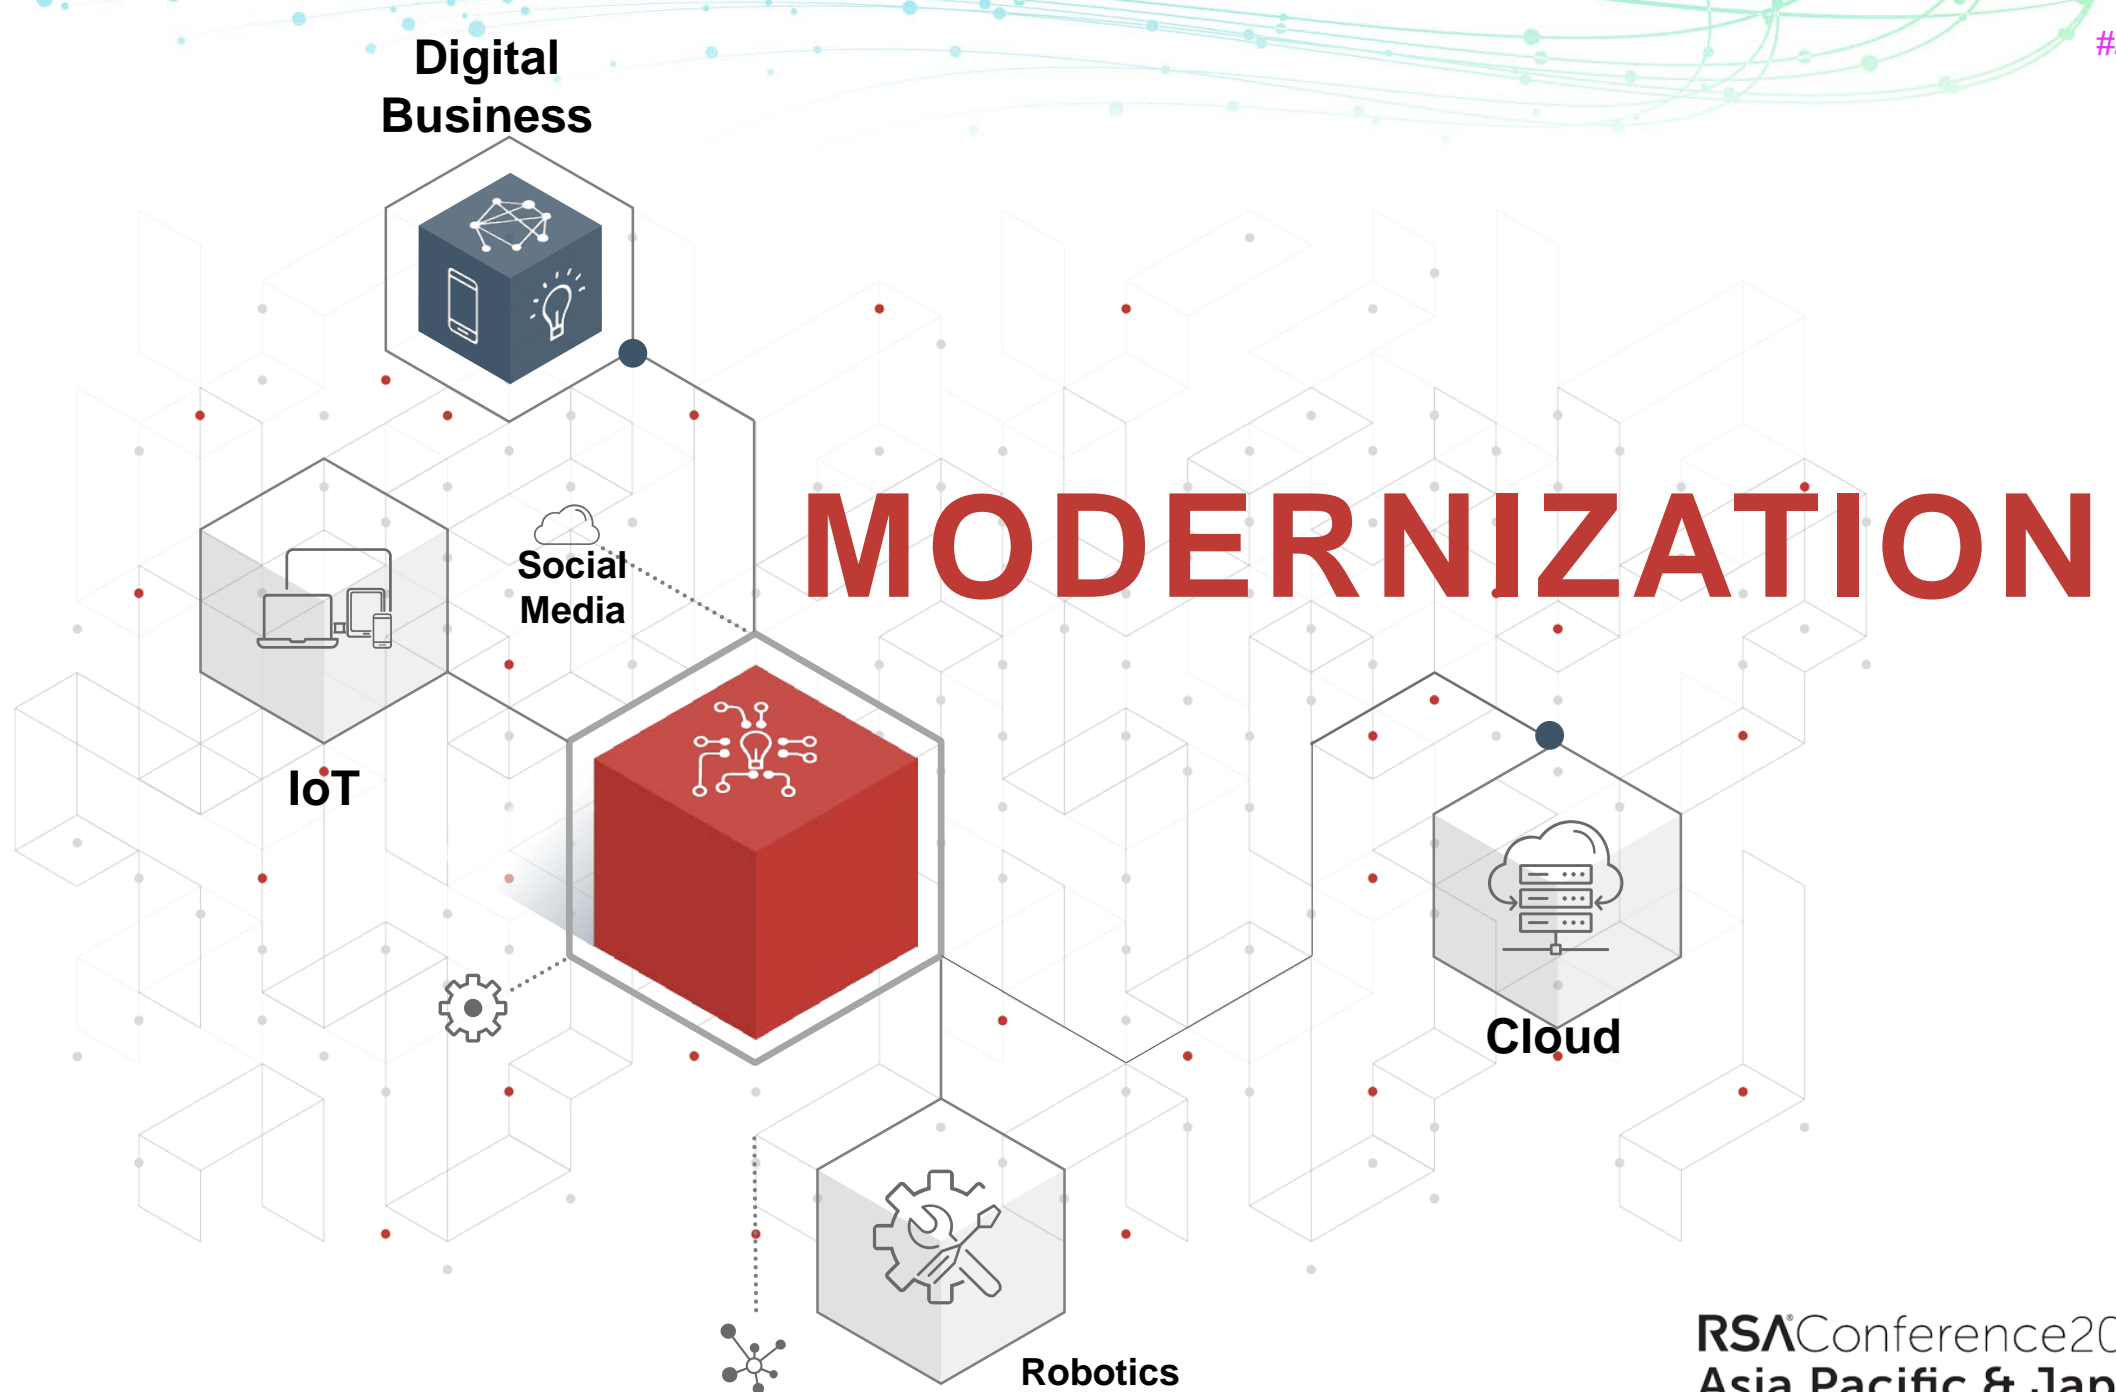 Digital
Business
Social
Media
MODERNIZATION
IoT
Cloud
Robotics
RSAConference20
Asia Pacific & Jap